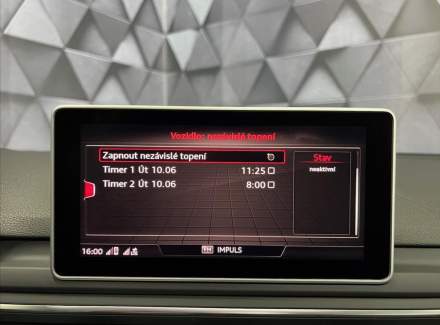 Vozidlo: nezávislé topení
Zapnout nezávislé topení
Stav
Timer 1 Út 10.06 11:25
neaktivní
Timer 2 Út 10.06 8:00
16:00 IMPULS